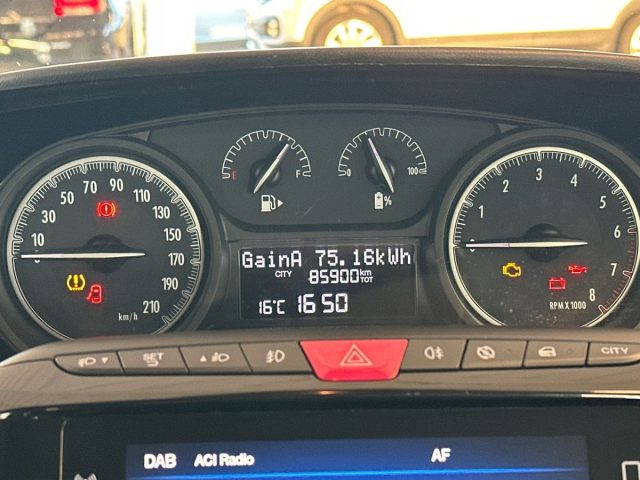 E F
0 100
%
10 30 50 70 90 110 130 150 170 190 210
km/h
1 2 3 4 5 6 7 8
RPM X 1000
GainA 75.16kWh
CITY 85900 km TOT
16°C 16 50
SET
CITY
DAB ACI Radio AF